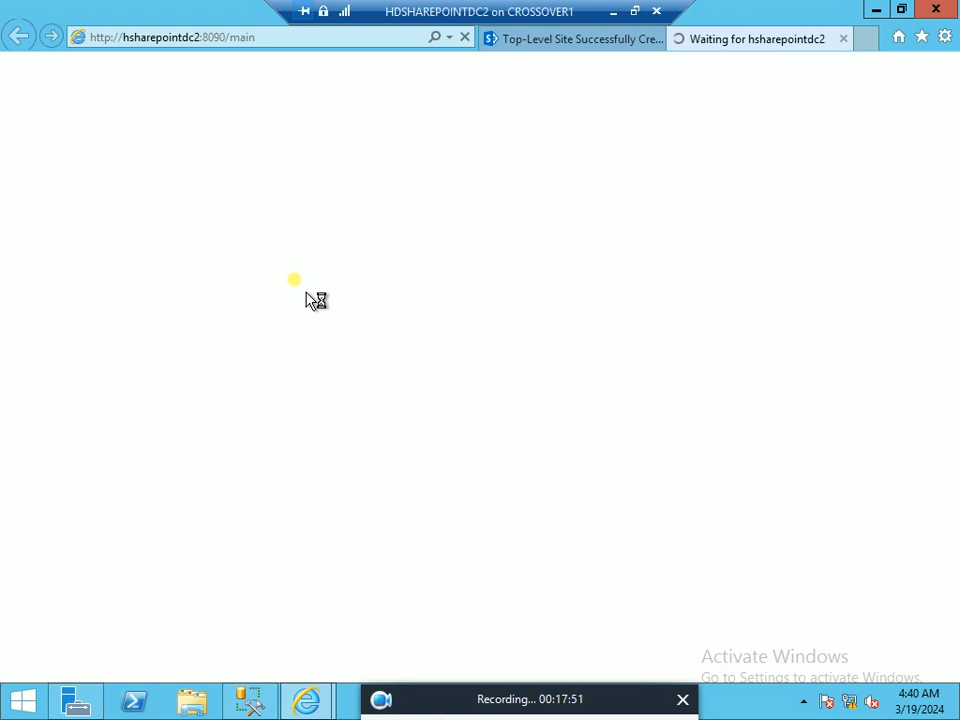 HDSHAREPOINTDC2 on CROSSOVER1
http://hsharepointdc2:8090/main
Top-Level Site Successfully Cre...
Waiting for hsharepointdc2
Activate Windows
Go to Settings to activate Windows.
Recording... 00:17:51
4:40 AM
3/19/2024